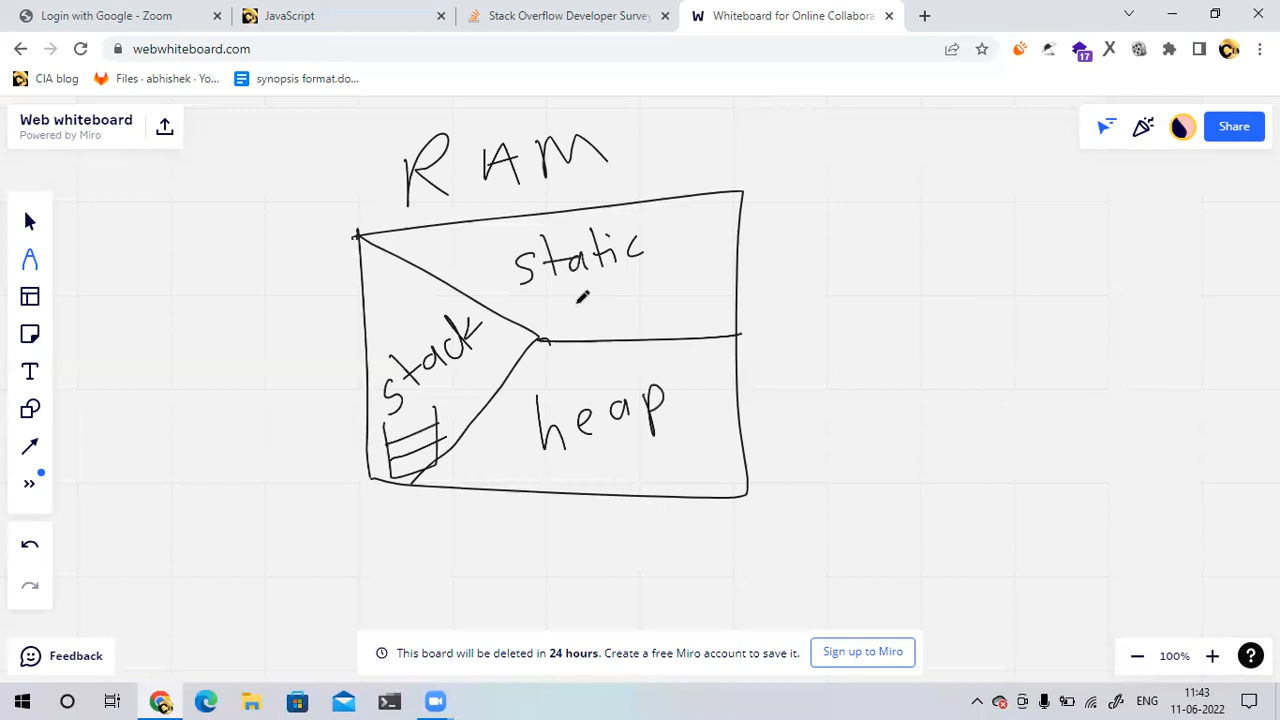 Login with Google - Zoom
JavaScript
Stack Overflow Developer Survey
Whiteboard for Online Collabora
webwhiteboard.com
17
CIA blog
Files · abhishek · Yo...
synopsis format.do...
Web whiteboard
Powered by Miro
Share
RAM
static
stack
heap
This board will be deleted in 24 hours. Create a free Miro account to save it.
Sign up to Miro
Feedback
100%
ENG
11:43
11-06-2022